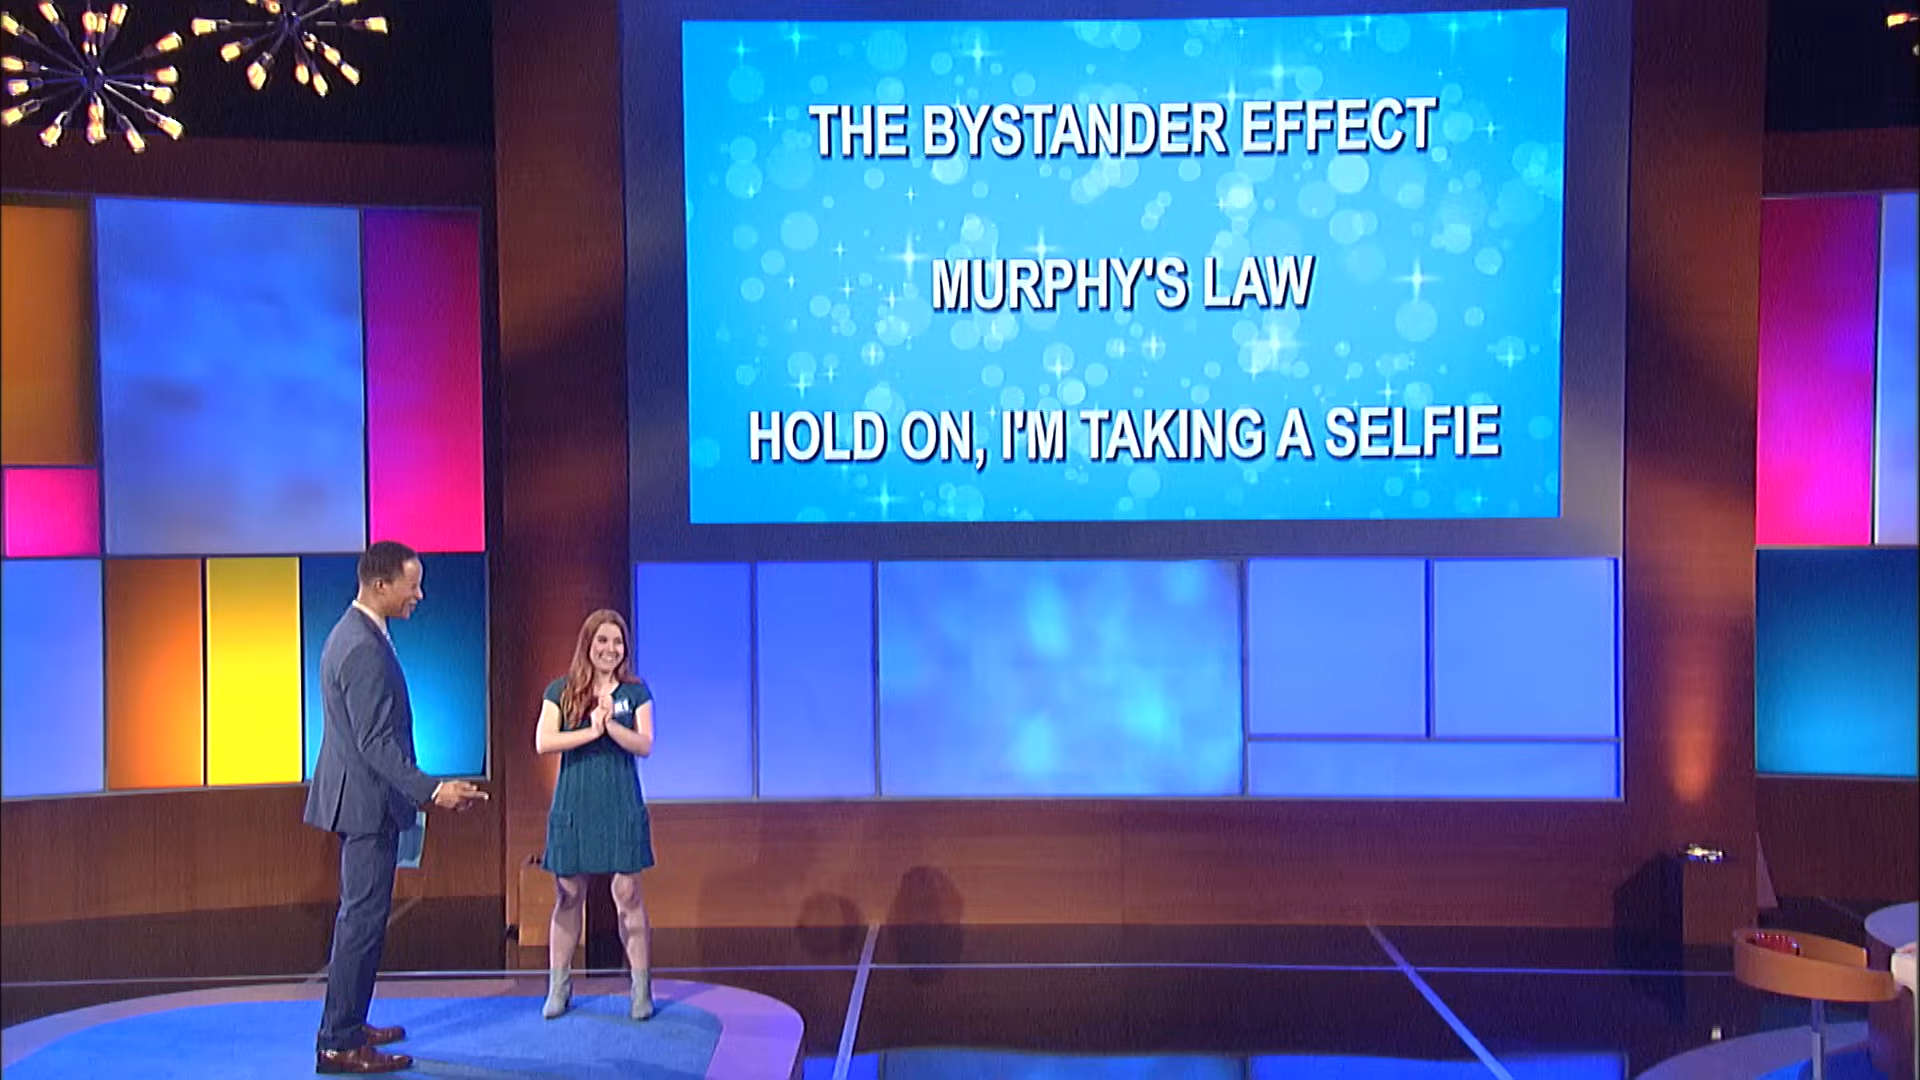 THE BYSTANDER EFFECT
MURPHY'S LAW
HOLD ON, I'M TAKING A SELFIE